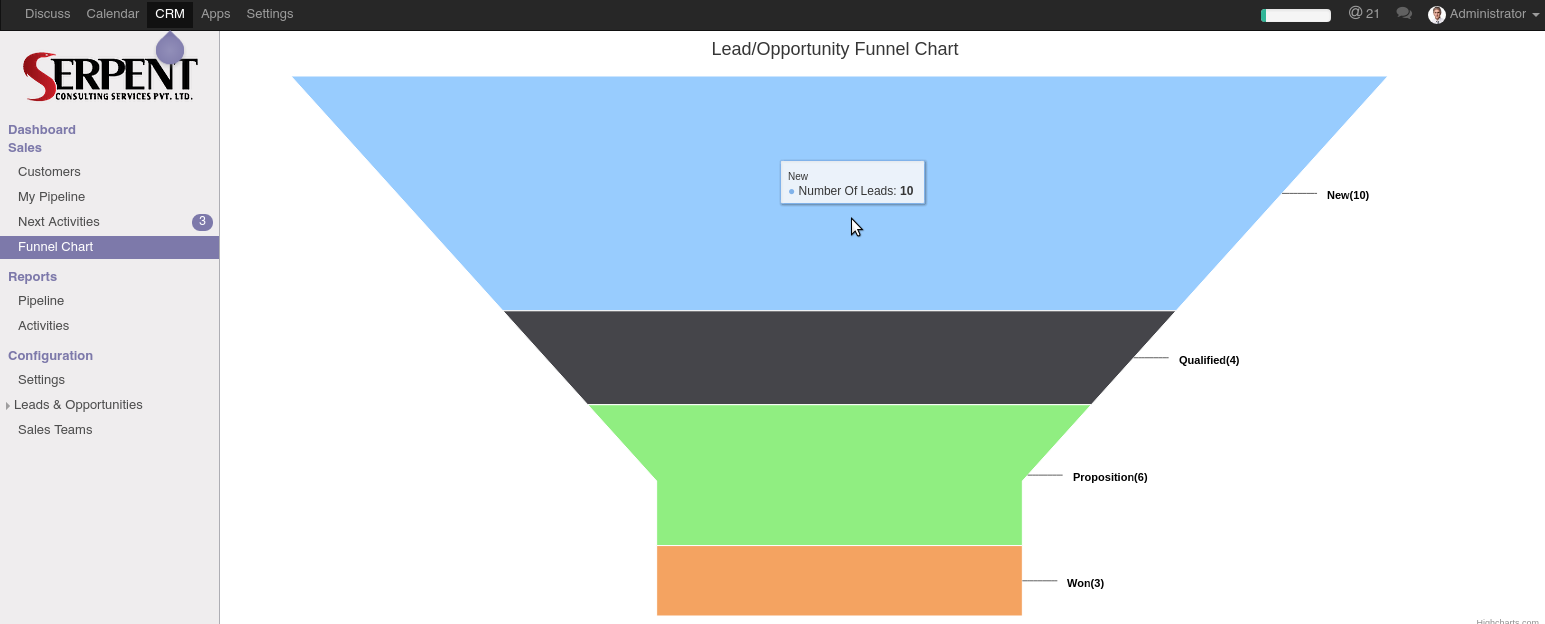 Discuss Calendar CRM Apps Settings @ 21 Administrator
SERPENT
CONSULTING SERVICES PVT. LTD.
Dashboard
Sales
Customers
My Pipeline
Next Activities 3
Funnel Chart
Reports
Pipeline
Activities
Configuration
Settings
Leads & Opportunities
Sales Teams
Lead/Opportunity Funnel Chart
New
Number Of Leads: 10
New(10)
Qualified(4)
Proposition(6)
Won(3)
Highcharts.com